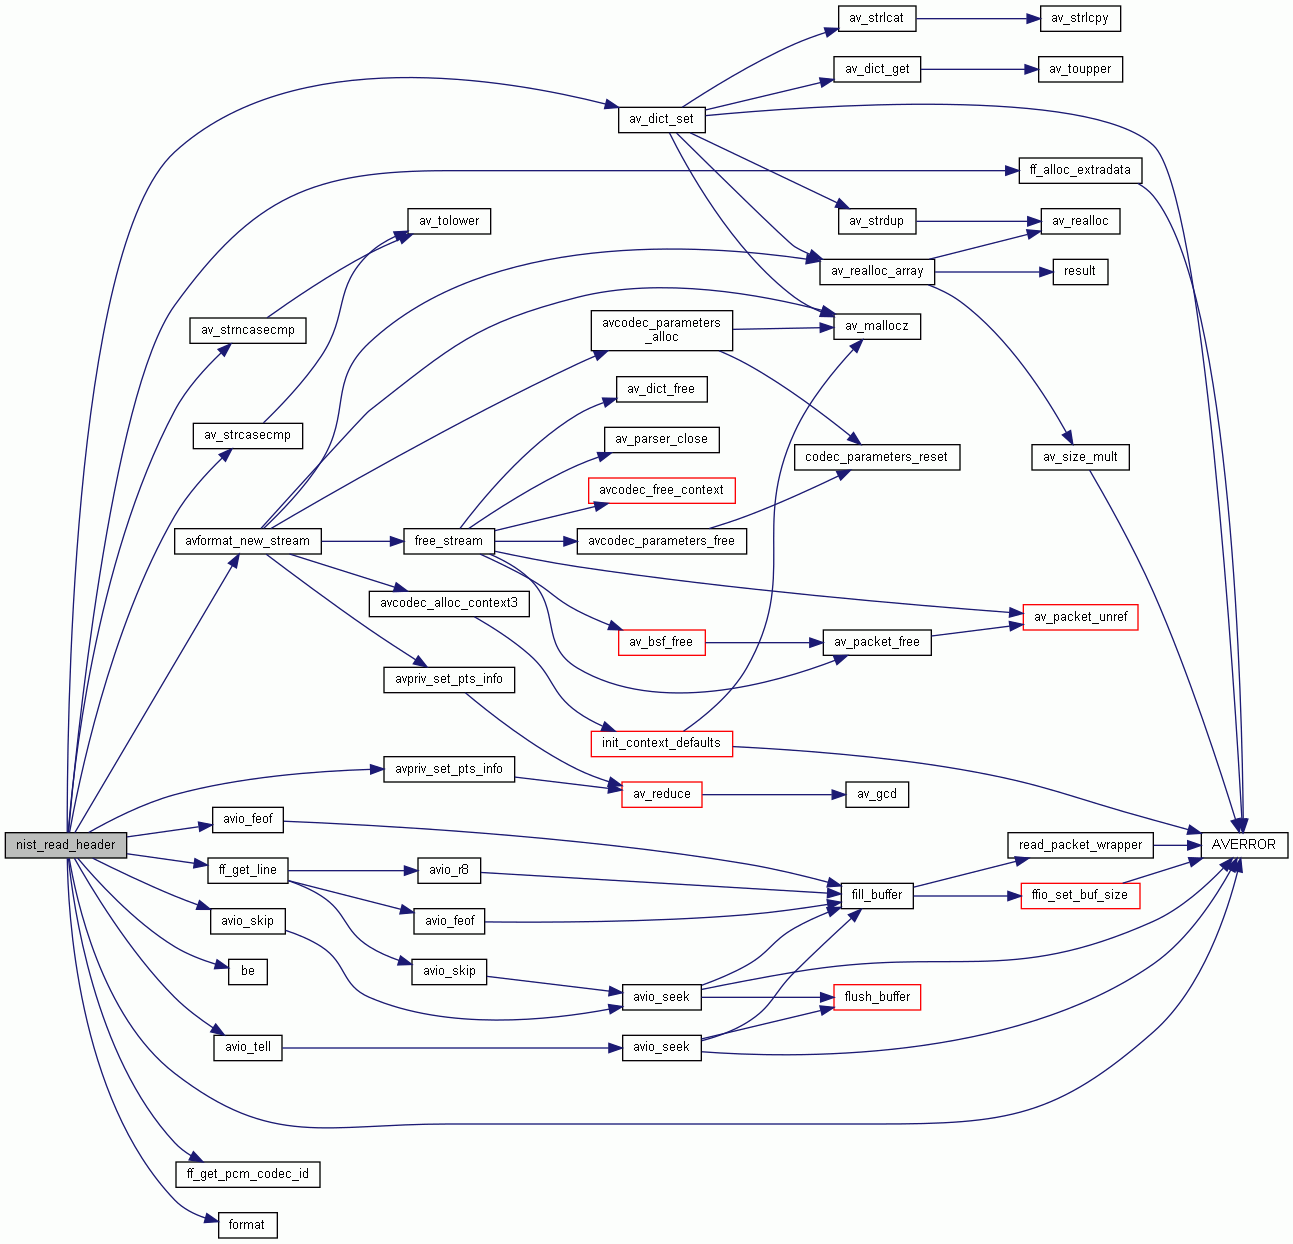 av_strlcat
av_strlcpy
av_dict_get
av_toupper
av_dict_set
ff_alloc_extradata
av_tolower
av_strdup
av_realloc
av_realloc_array
result
av_strncasecmp
avcodec_parameters
_alloc
av_mallocz
av_dict_free
av_strcasecmp
av_parser_close
codec_parameters_reset
av_size_mult
avcodec_free_context
avformat_new_stream
free_stream
avcodec_parameters_free
avcodec_alloc_context3
av_packet_unref
av_bsf_free
av_packet_free
avpriv_set_pts_info
init_context_defaults
avpriv_set_pts_info
av_reduce
av_gcd
avio_feof
nist_read_header
read_packet_wrapper
AVERROR
ff_get_line
avio_r8
fill_buffer
ffio_set_buf_size
avio_skip
avio_feof
be
avio_skip
avio_seek
flush_buffer
avio_tell
avio_seek
ff_get_pcm_codec_id
format